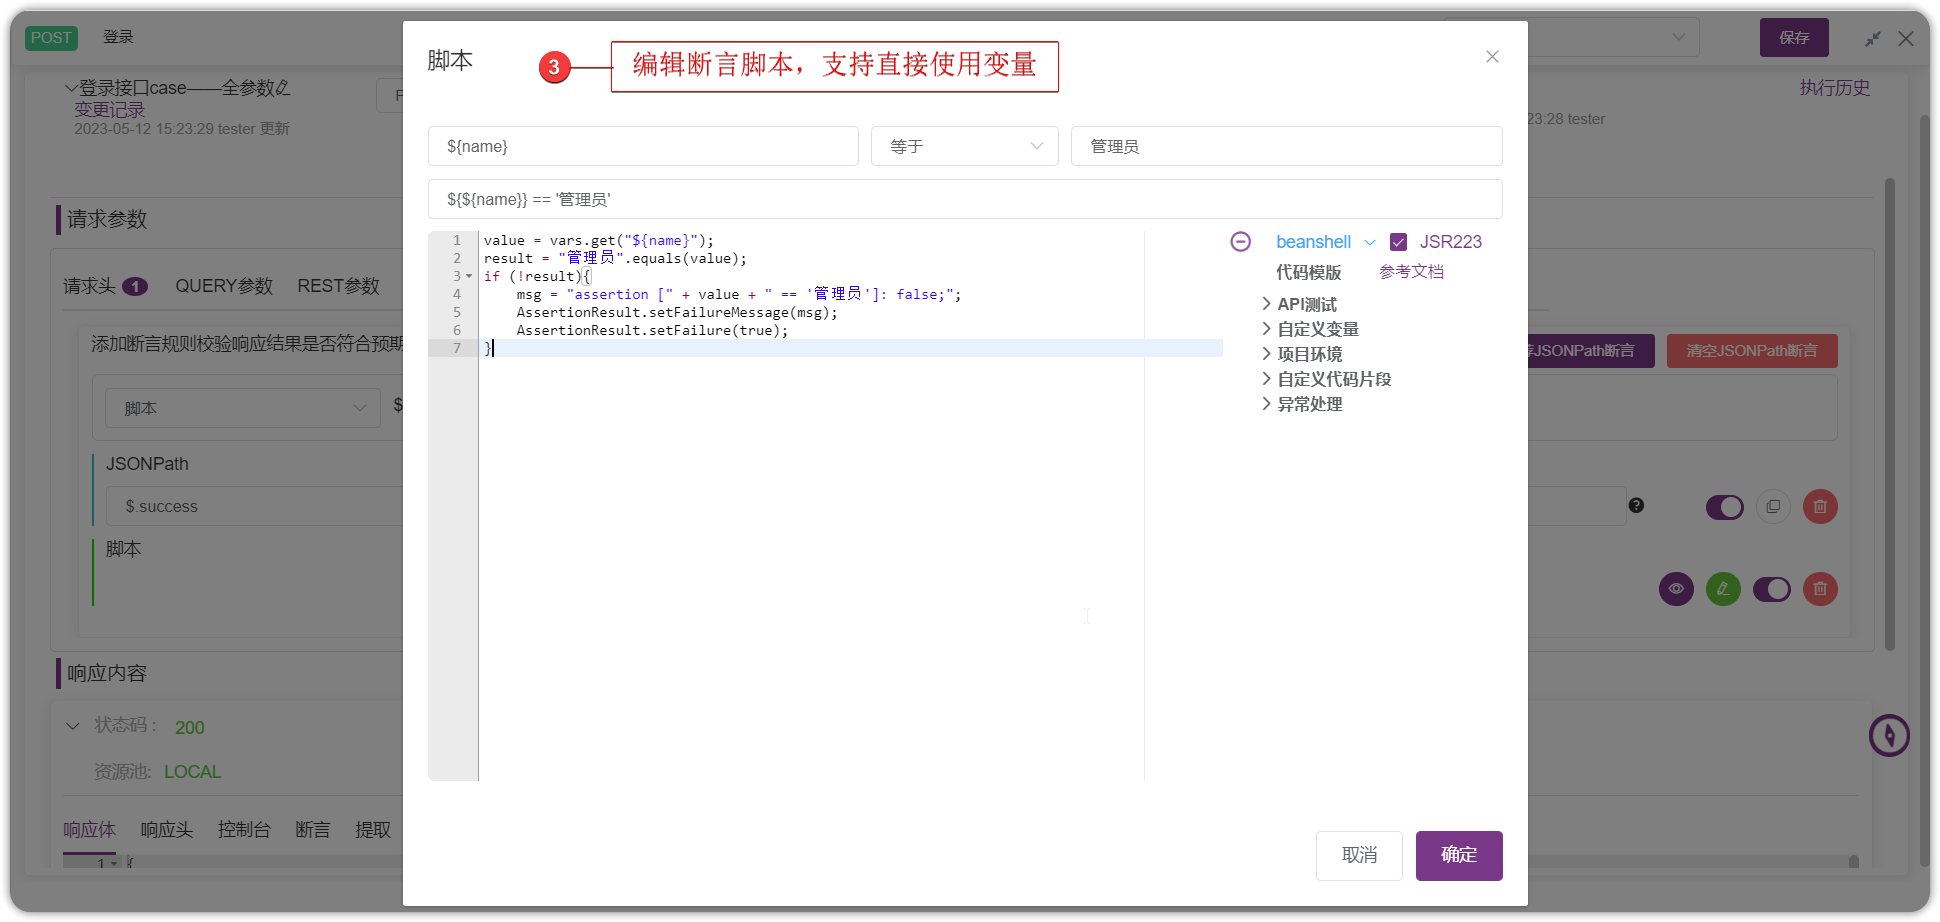 POST 登录
保存
登录接口case——全参数
变更记录
2023-05-12 15:23:29 tester 更新
执行历史
23:28 tester
请求参数
请求头 1 QUERY参数 REST参数
添加断言规则校验响应结果是否符合预期
JSONPath断言 清空JSONPath断言
脚本 $
JSONPath
$.success
脚本
响应内容
状态码： 200
资源池: LOCAL
响应体 响应头 控制台 断言 提取
1 {
脚本
3 编辑断言脚本，支持直接使用变量
${name} 等于 管理员
${${name}} == '管理员'
1 value = vars.get("${name}");
2 result = "管理员".equals(value);
3 if (!result){
4 msg = "assertion [" + value + " == '管理员']: false;";
5 AssertionResult.setFailureMessage(msg);
6 AssertionResult.setFailure(true);
7 }
beanshell JSR223
代码模版 参考文档
API测试
自定义变量
项目环境
自定义代码片段
异常处理
取消 确定